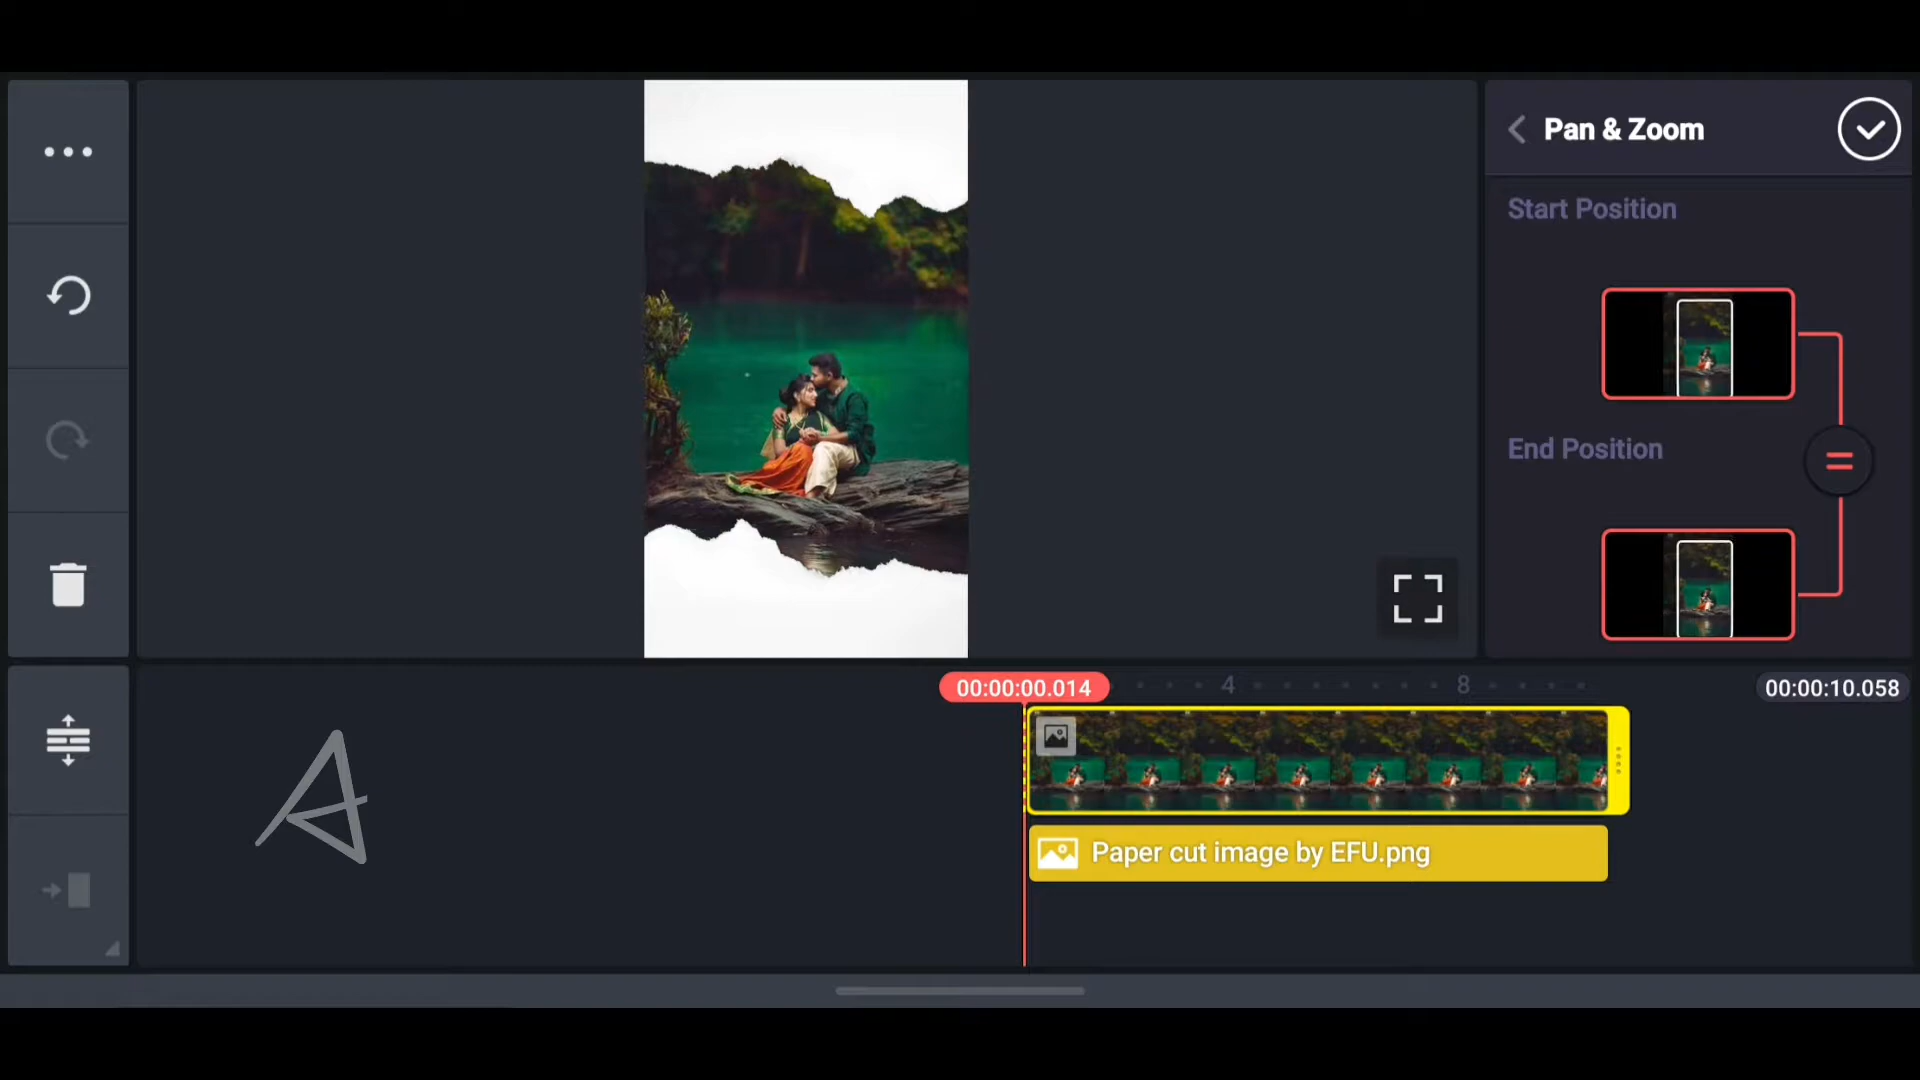 Pan & Zoom
Start Position
End Position
=
00:00:00.014
4
8
00:00:10.058
Paper cut image by EFU.png